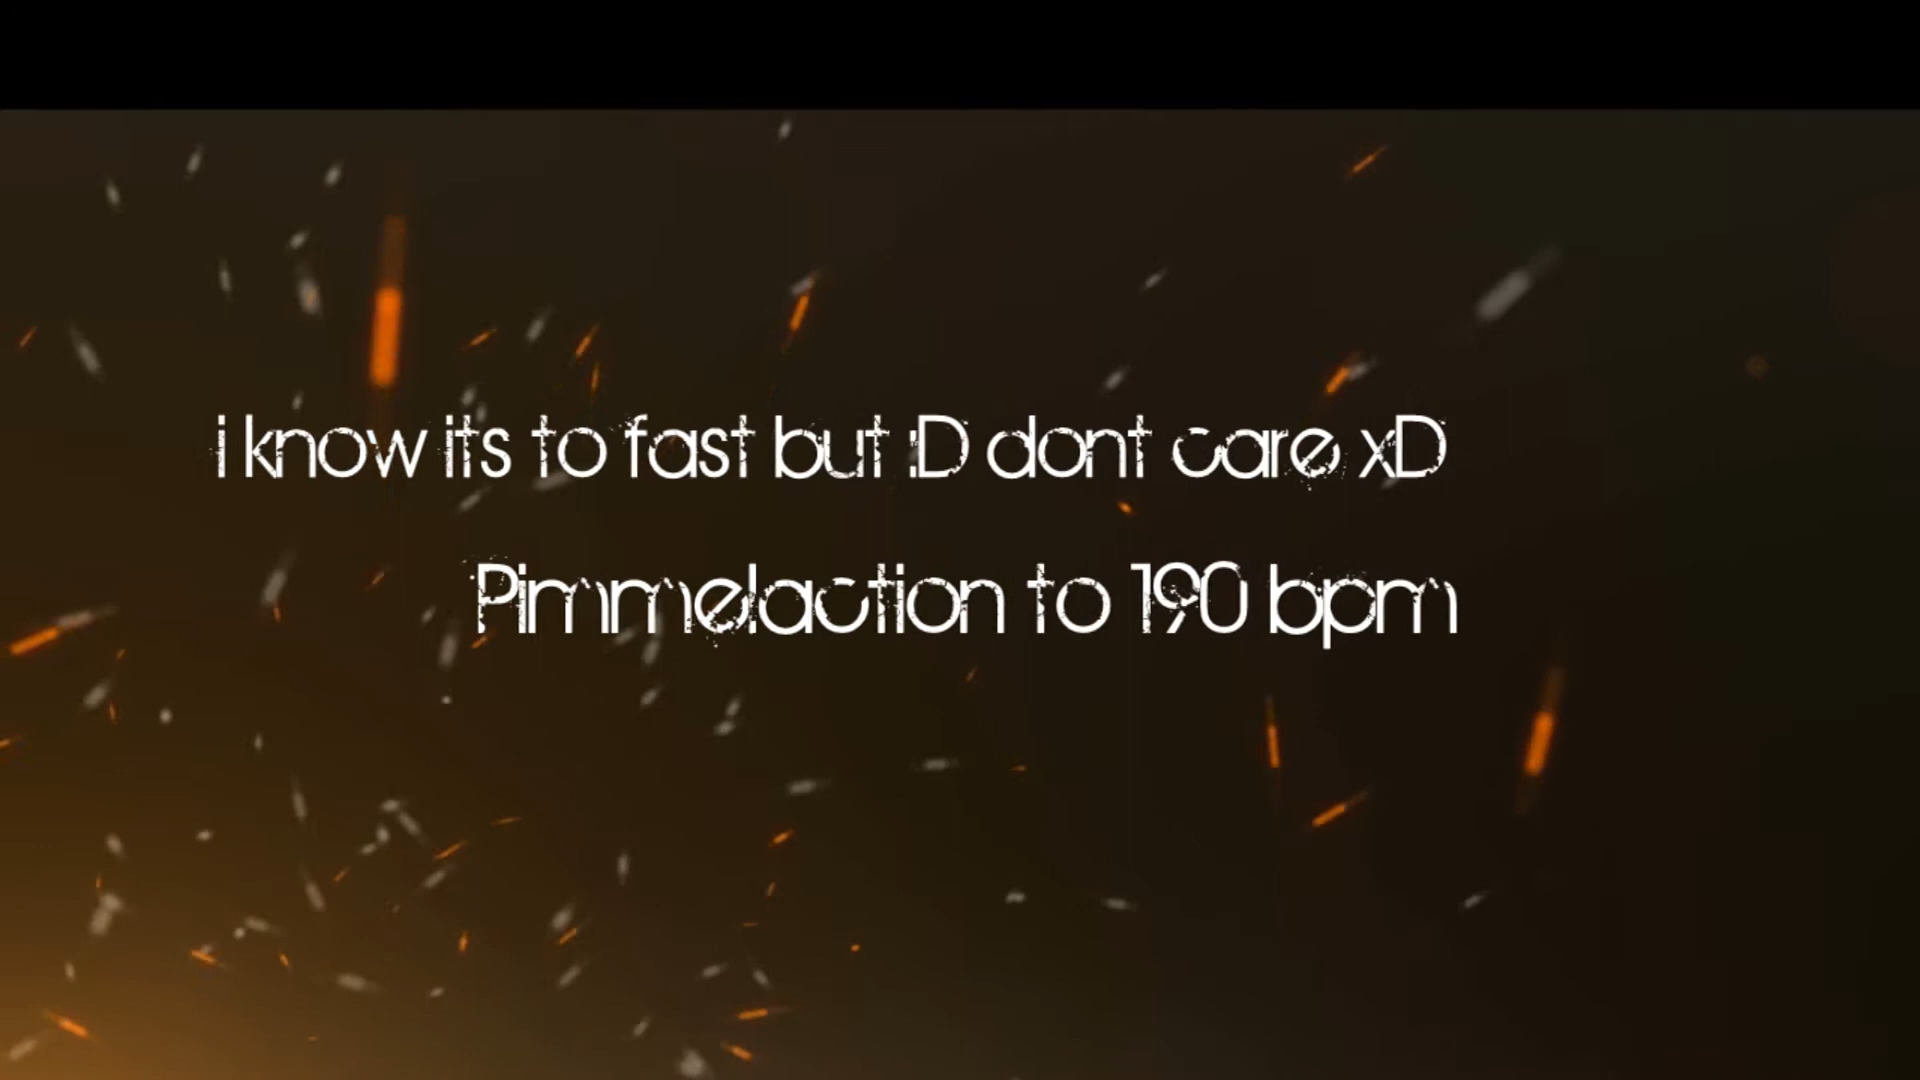 i know its to fast but :D dont care xD
Pimmelaction to 190 bpm